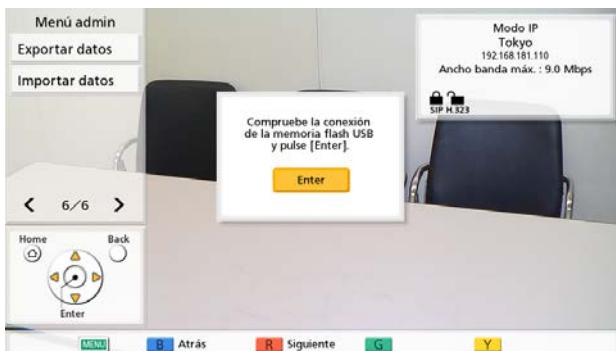 Menú admin
Exportar datos
Importar datos
6/6
Home
Back
Enter
Modo IP
Tokyo
192.168.181.110
Ancho banda máx. : 9.0 Mbps
SIP H.323
Compruebe la conexión
de la memoria flash USB
y pulse [Enter].
Enter
MENU
B Atrás
R Siguiente
G
Y